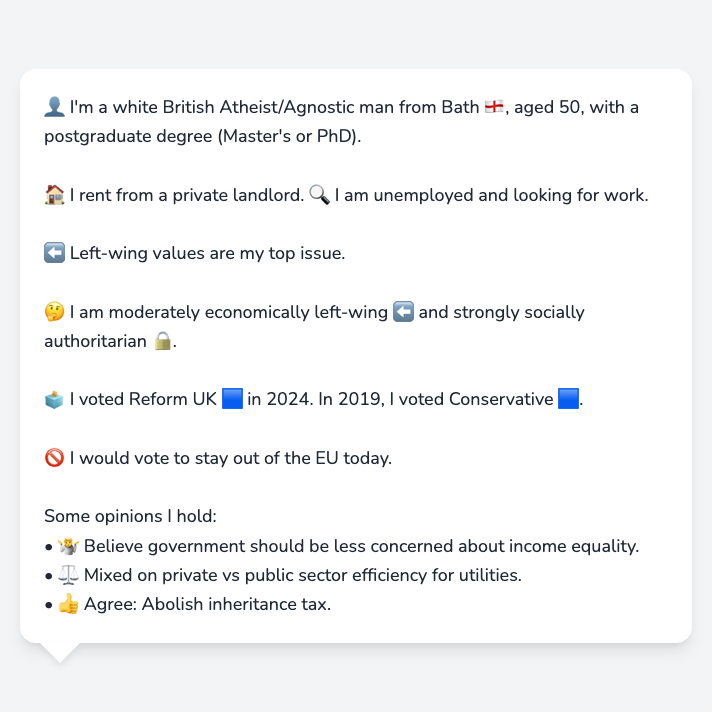 👤 I'm a white British Atheist/Agnostic man from Bath 🏴󠁧󠁢󠁥󠁮󠁧󠁿, aged 50, with a
postgraduate degree (Master's or PhD).
🏠 I rent from a private landlord. 🔍 I am unemployed and looking for work.
⬅️ Left-wing values are my top issue.
🤔 I am moderately economically left-wing ⬅️ and strongly socially
authoritarian 🔒.
🗳️ I voted Reform UK 🟦 in 2024. In 2019, I voted Conservative 🟦.
🚫 I would vote to stay out of the EU today.
Some opinions I hold:
• 🤷 Believe government should be less concerned about income equality.
• ⚖️ Mixed on private vs public sector efficiency for utilities.
• 👍 Agree: Abolish inheritance tax.